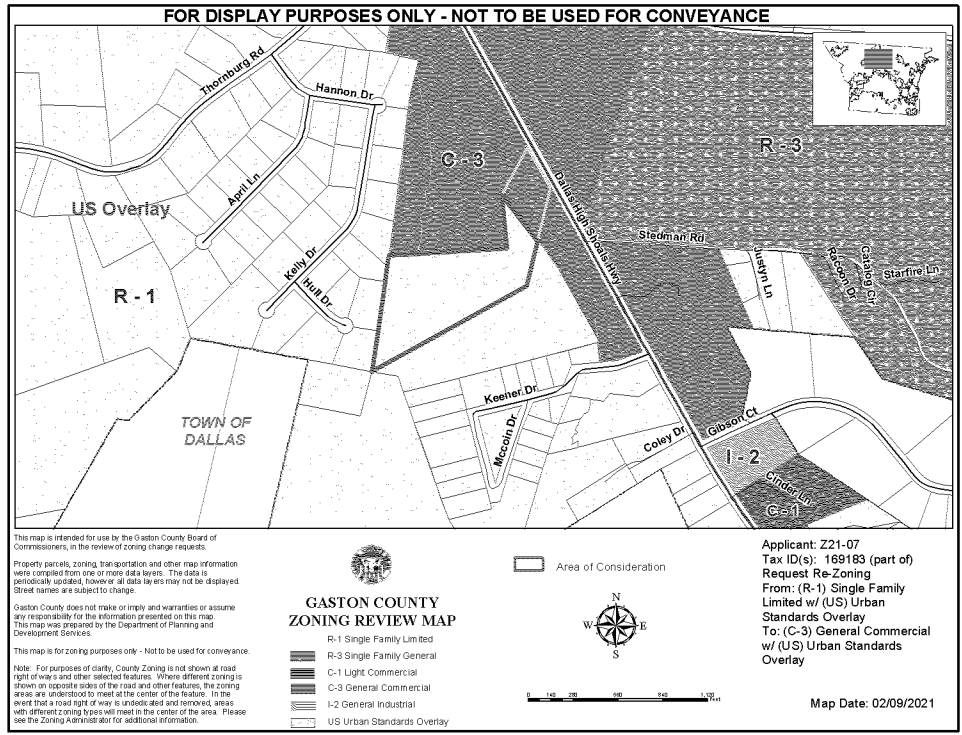 FOR DISPLAY PURPOSES ONLY - NOT TO BE USED FOR CONVEYANCE
Thornburg Rd
Hannon Dr
April Ln
US Overlay
Kelly Dr
Hull Dr
R - 1
C - 3
R - 3
Dallas High Shoals Hwy
Stedman Rd
Justyn Ln
Racoon Dr
Catalog Ctr
Starfire Ln
TOWN OF
DALLAS
Keener Dr
Mccoin Dr
Coley Dr
Gibson Ct
I - 2
Cinder Ln
C - 1
This map is intended for use by the Gaston County Board of
Commissioners, in the review of zoning change requests.
Property parcels, zoning, transportation and other map information
were compiled from one or more data layers. The data is
periodically updated, however all data layers may not be displayed.
Street names are subject to change.
Gaston County does not make or imply and warranties or assume
any responsibility for the information presented on this map.
This map was prepared by the Department of Planning and
Development Services.
This map is for zoning purposes only - Not to be used for conveyance.
Note: For purposes of clarity, County Zoning is not shown at road
right of ways and other selected features. Where different zoning is
shown on opposite sides of the road and other features, the zoning
areas are understood to meet at the center of the feature. In the
event that a road right of way is undedicated and removed, areas
with different zoning types will meet in the center of the area. Please
see the Zoning Administrator for additional information.
GASTON COUNTY
ZONING REVIEW MAP
R-1 Single Family Limited
R-3 Single Family General
C-1 Light Commercial
C-3 General Commercial
I-2 General Industrial
US Urban Standards Overlay
Area of Consideration
N
W E
S
0 140 280 560 840 1,120
Feet
Applicant: Z21-07
Tax ID(s): 169183 (part of)
Request Re-Zoning
From: (R-1) Single Family
Limited w/ (US) Urban
Standards Overlay
To: (C-3) General Commercial
w/ (US) Urban Standards
Overlay
Map Date: 02/09/2021